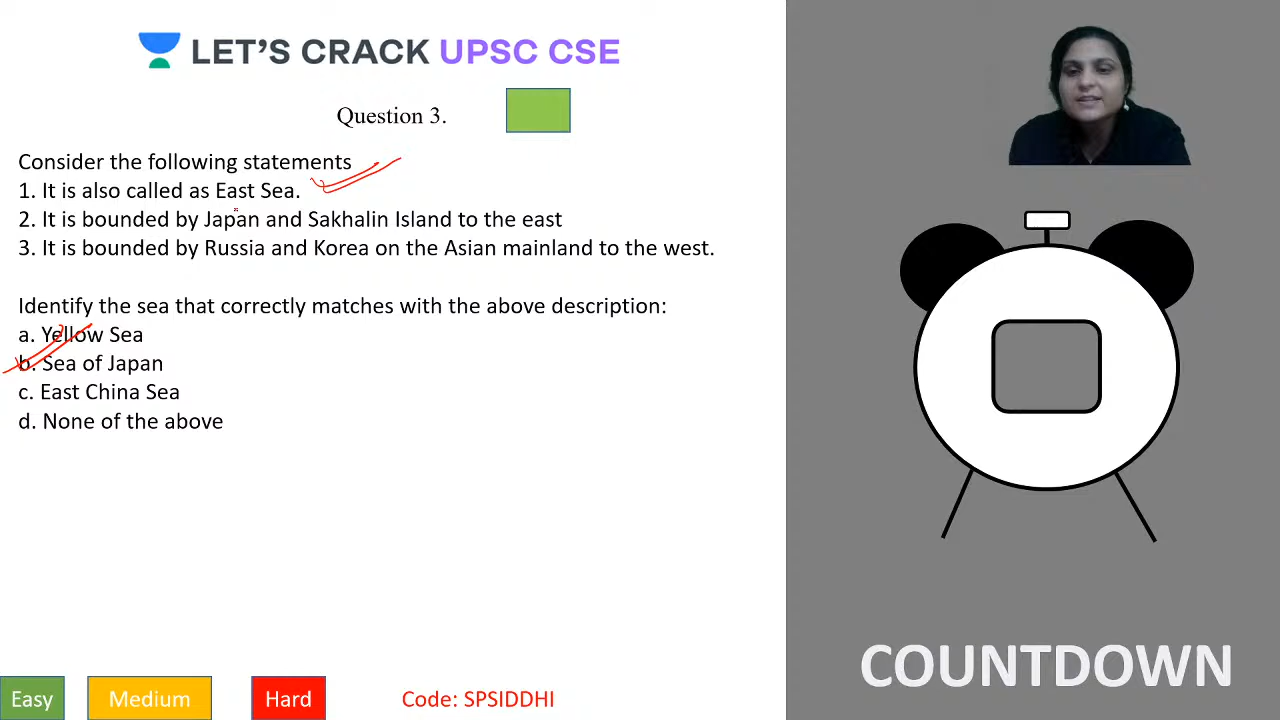 LET'S CRACK UPSC CSE
Question 3.
Consider the following statements
1. It is also called as East Sea.
2. It is bounded by Japan and Sakhalin Island to the east
3. It is bounded by Russia and Korea on the Asian mainland to the west.
Identify the sea that correctly matches with the above description:
a. Yellow Sea
b. Sea of Japan
c. East China Sea
d. None of the above
COUNTDOWN
Easy Medium Hard Code: SPSIDDHI